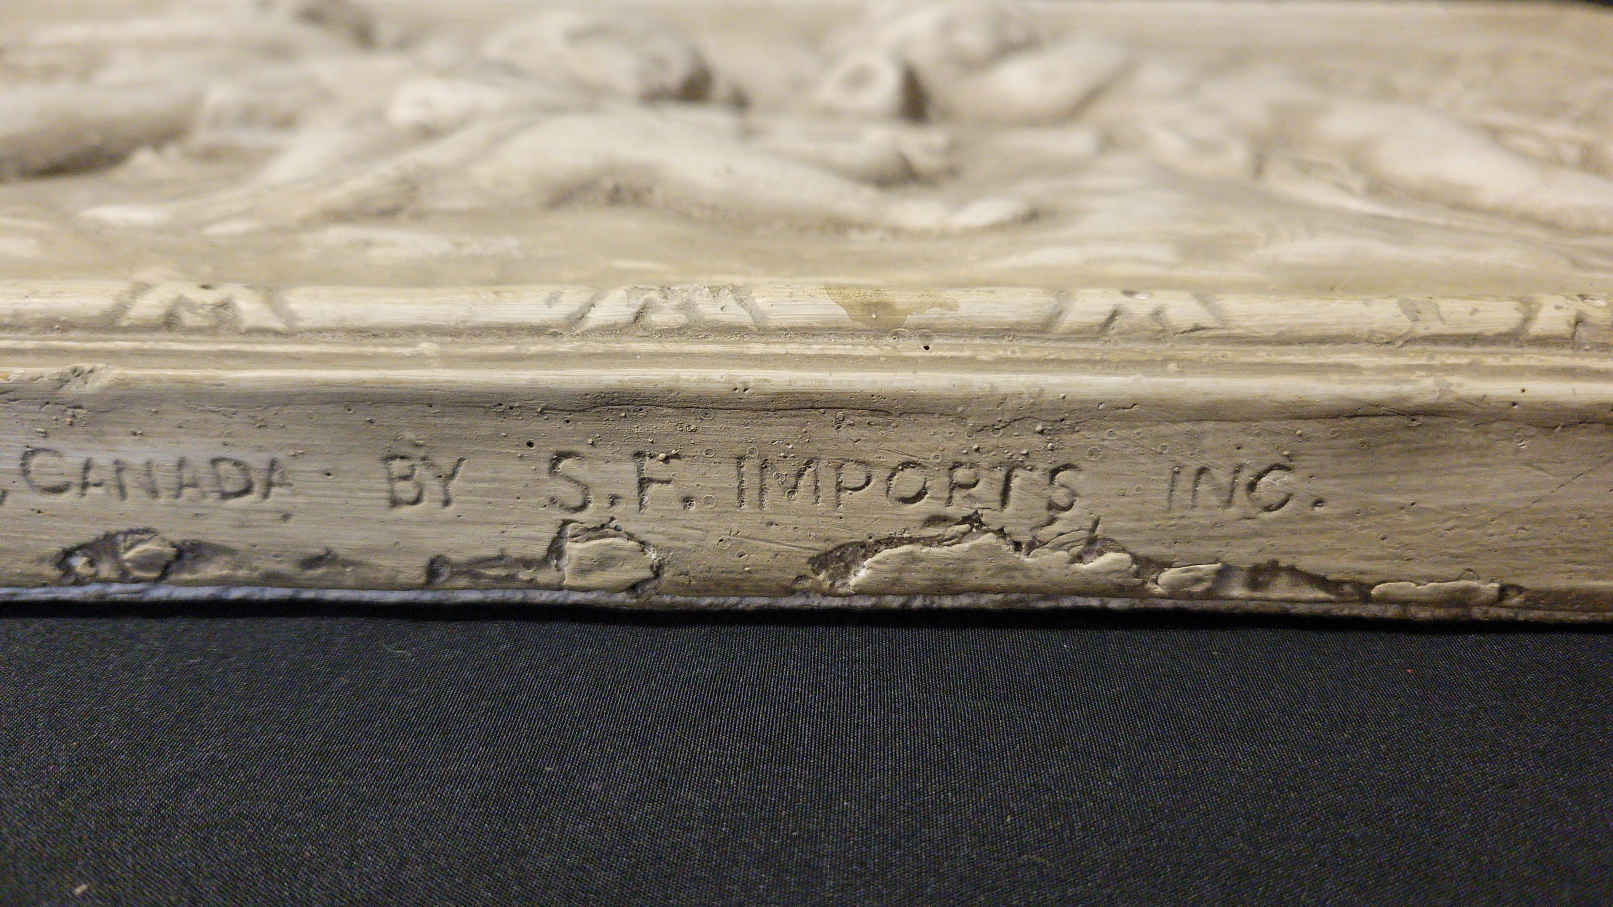 ,CANADA BY S.F. IMPORTS INC.